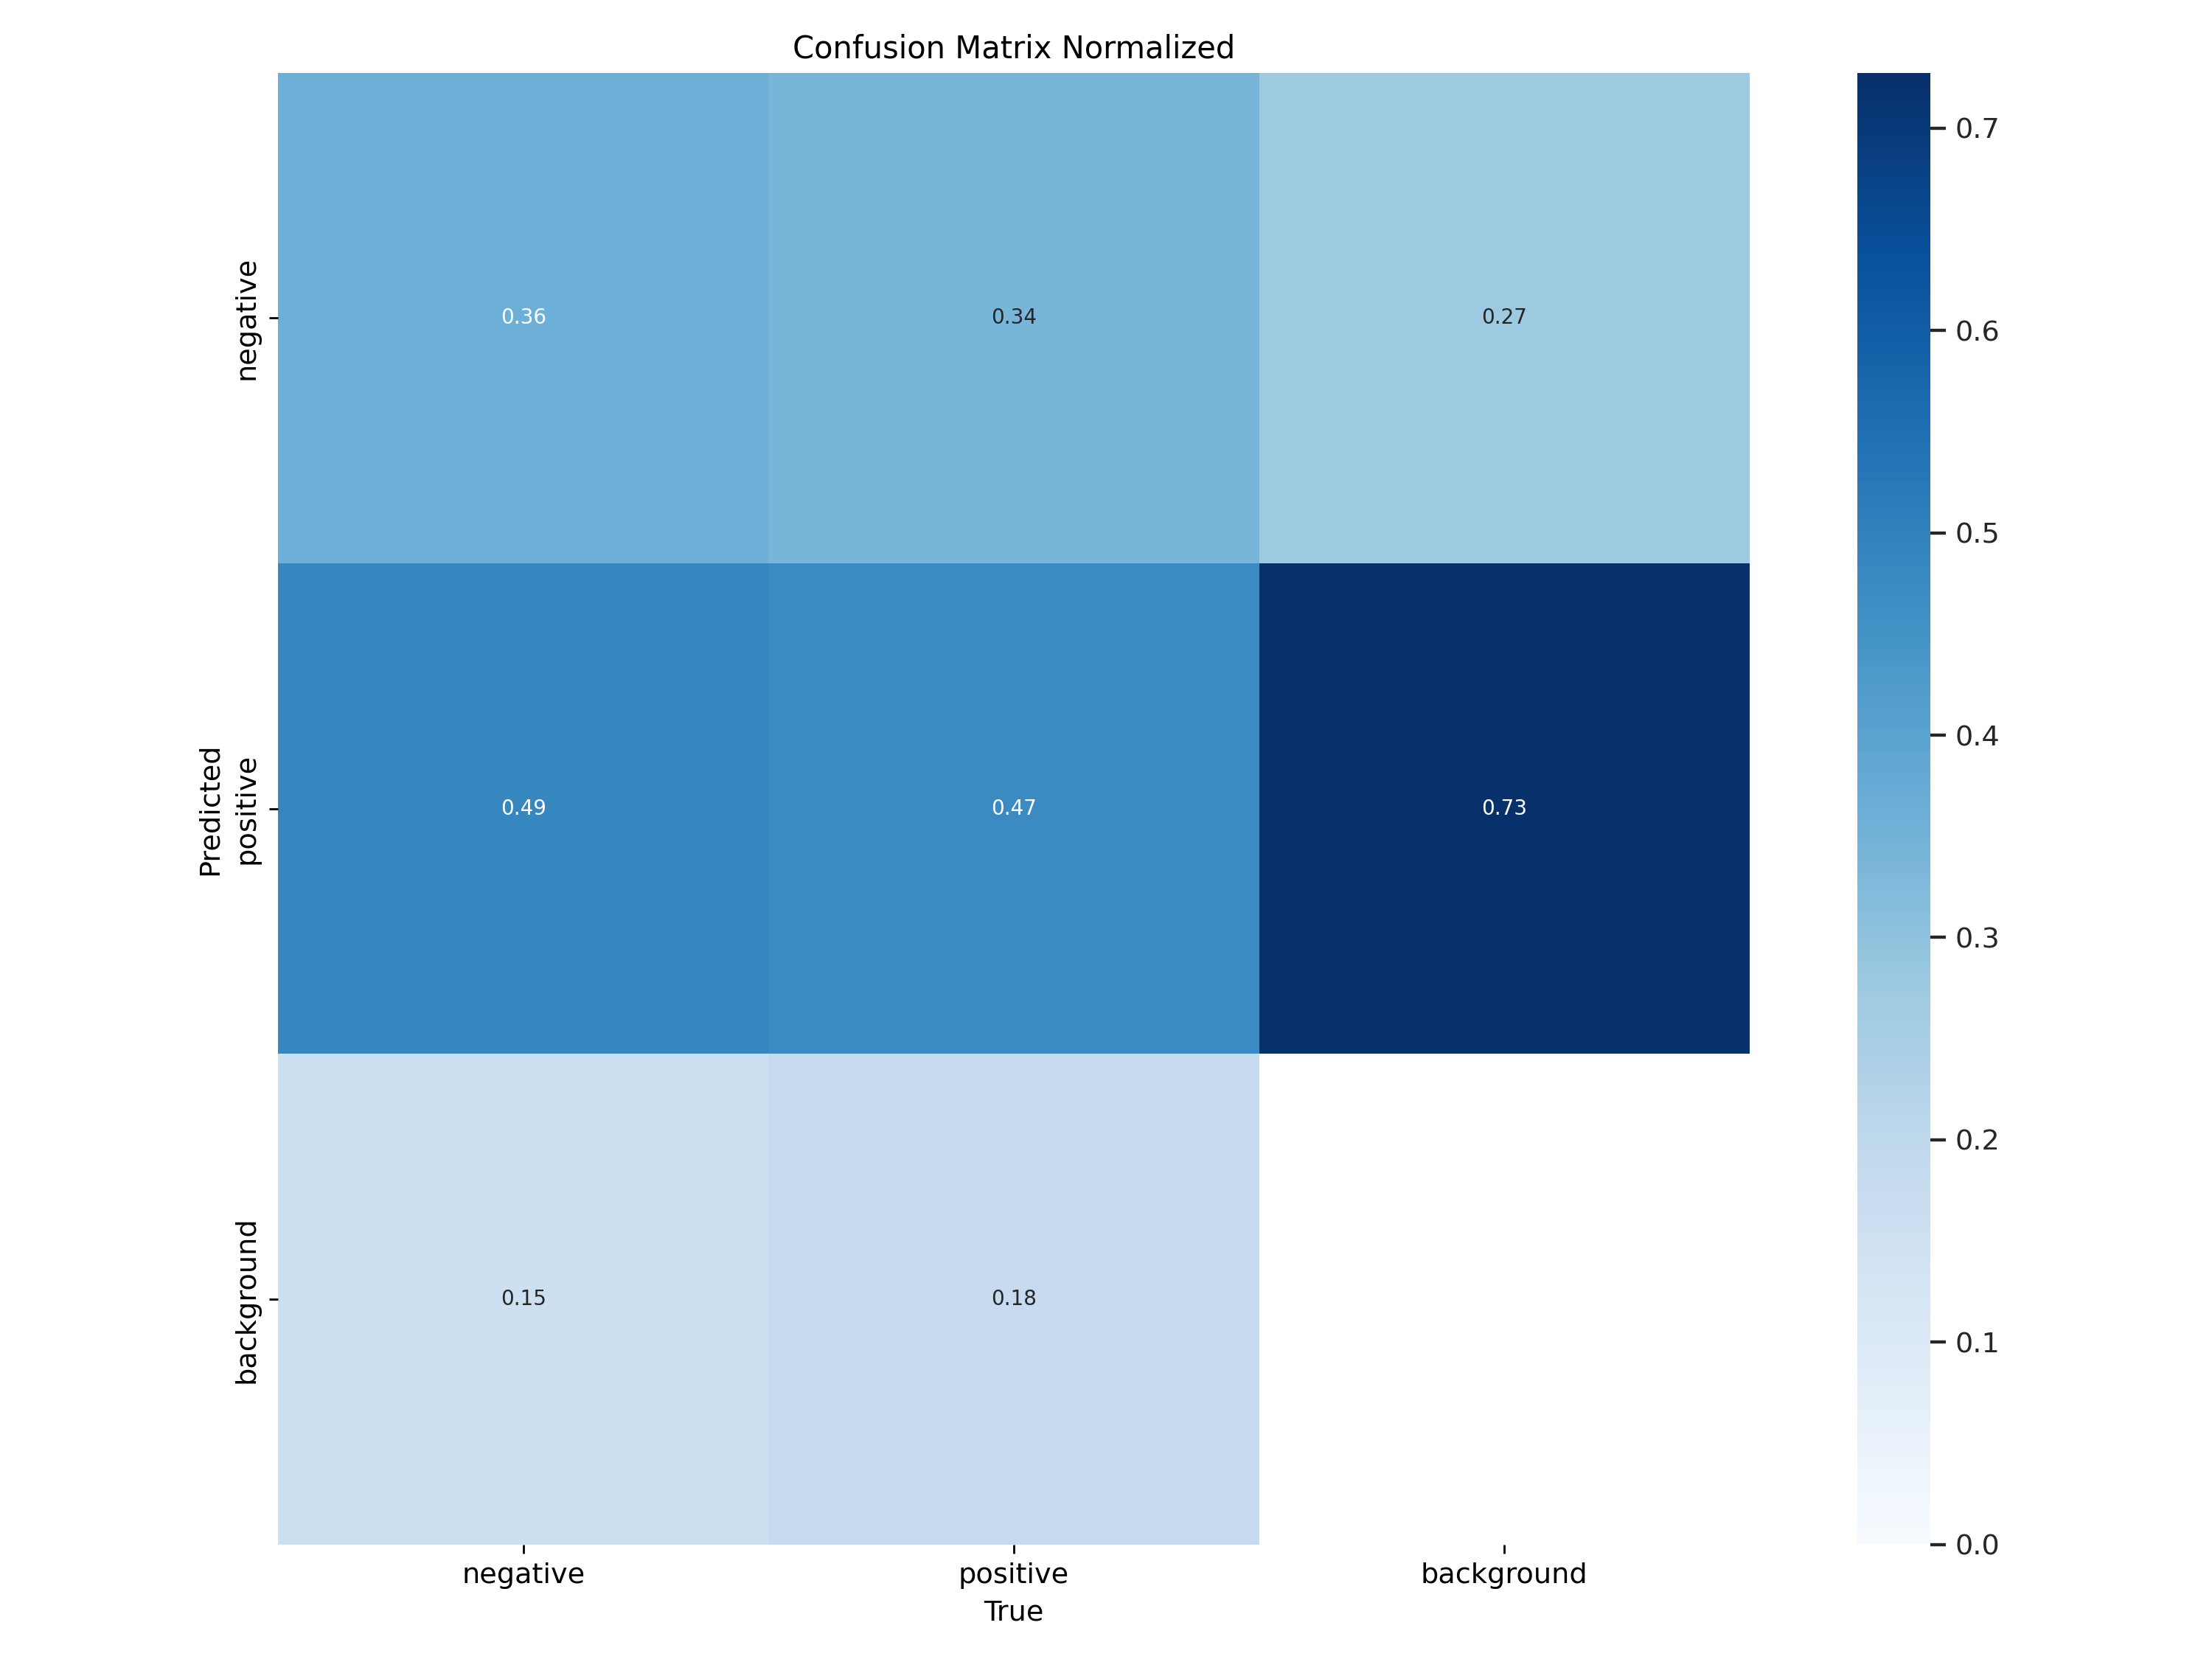 Confusion Matrix Normalized
negative
0.36
0.34
0.27
Predicted
positive
0.49
0.47
0.73
background
0.15
0.18
negative
positive
background
True
0.7
0.6
0.5
0.4
0.3
0.2
0.1
0.0